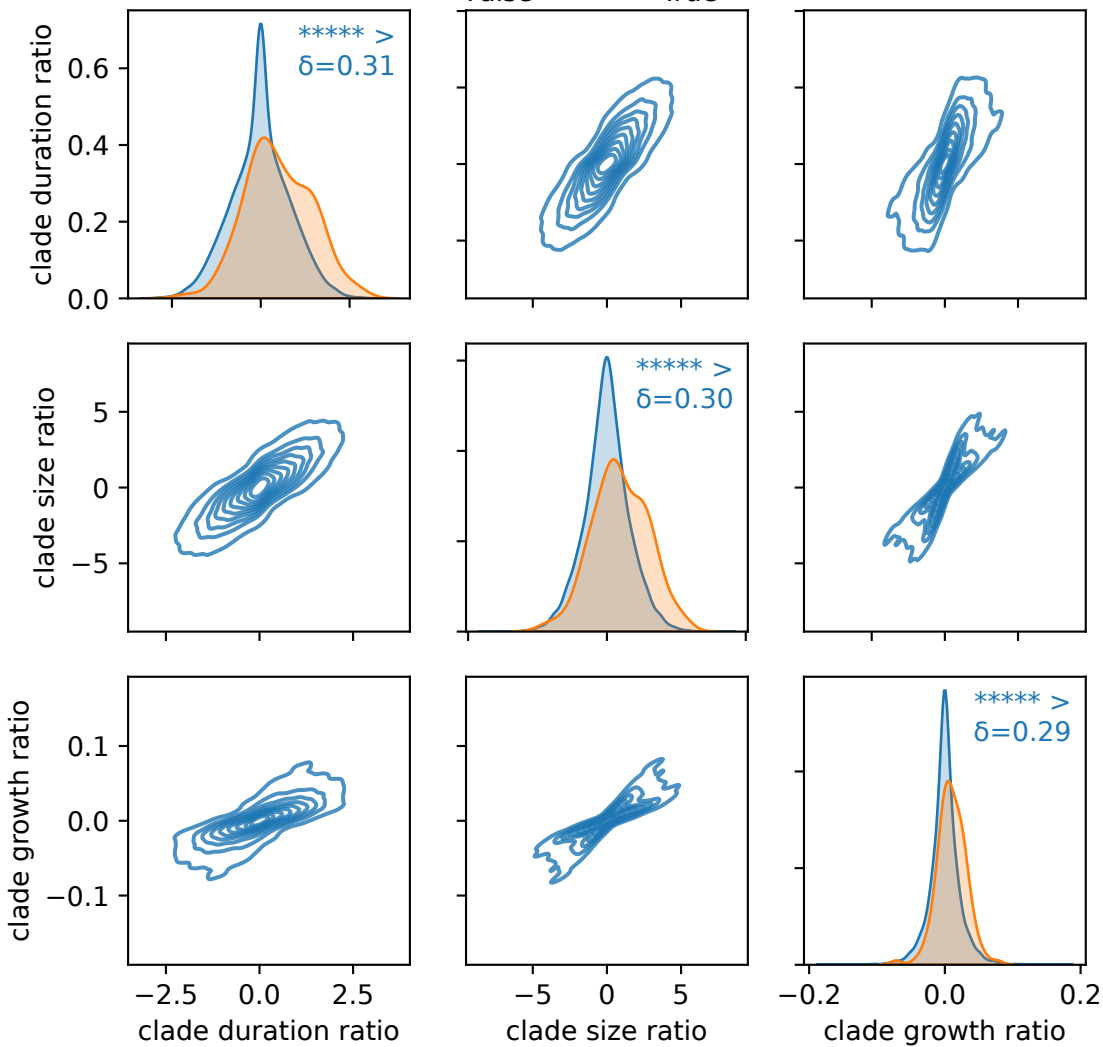 clade duration ratio
0.6
0.4
0.2
0.0
***** >
δ=0.31
clade size ratio
5
0
−5
***** >
δ=0.30
clade growth ratio
0.1
0.0
−0.1
***** >
δ=0.29
−2.5 0.0 2.5
−5 0 5
−0.2 0.0 0.2
clade duration ratio
clade size ratio
clade growth ratio